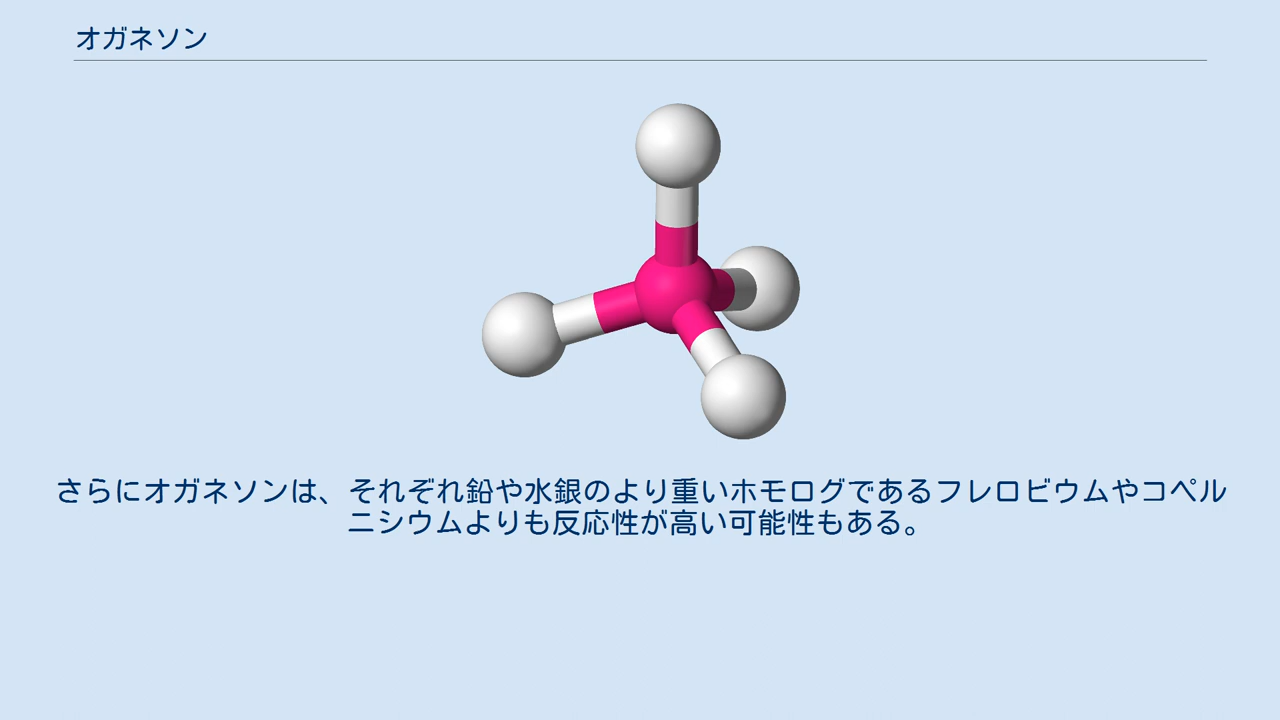 オガネソン
さらにオガネソンは、それぞれ鉛や水銀のより重いホモログであるフレロビウムやコペル
ニシウムよりも反応性が高い可能性もある。